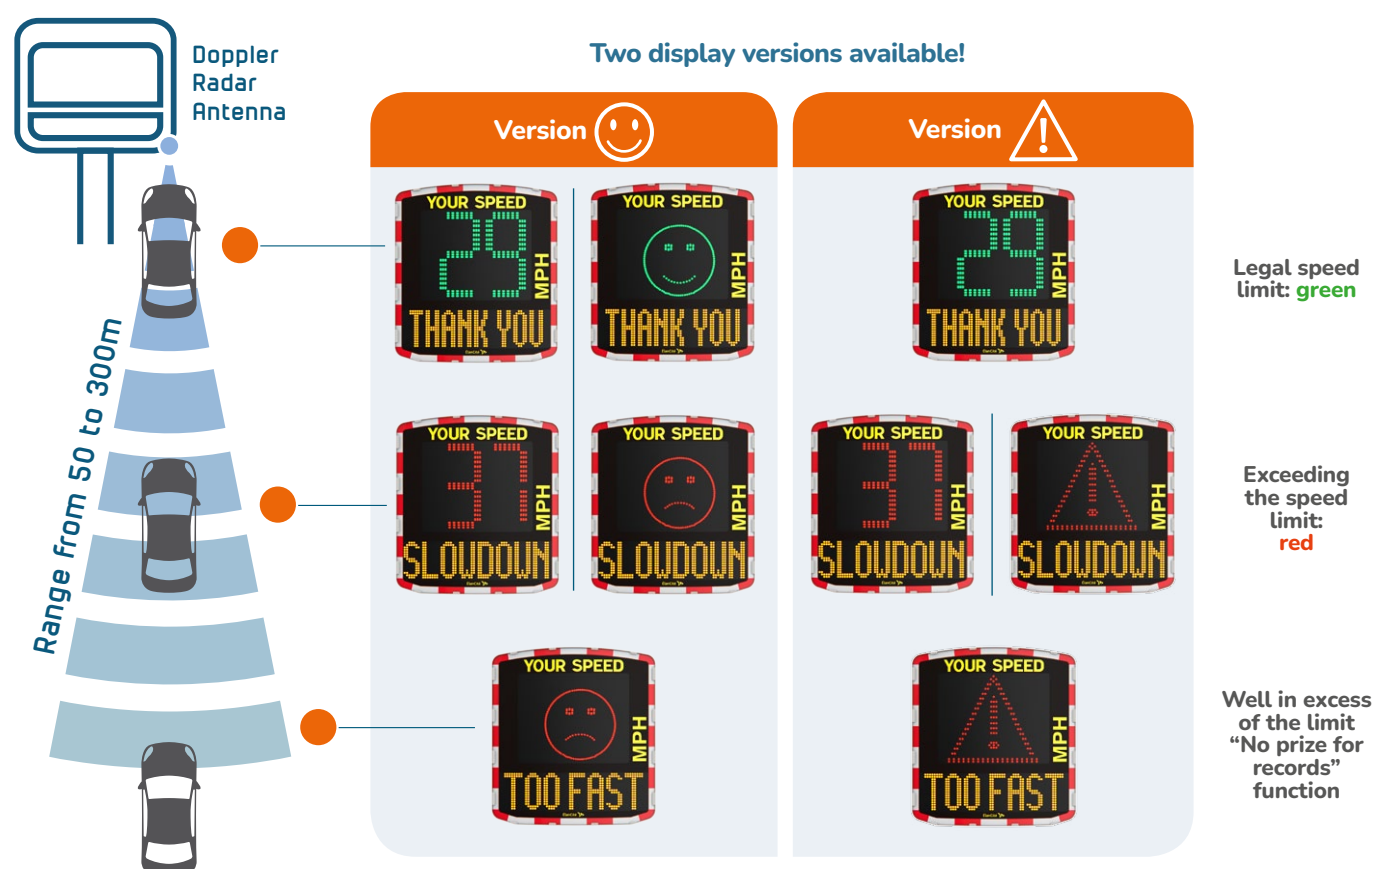 Doppler
Radar
Antenna
Range from 50 to 300m
Two display versions available!
Version
YOUR SPEED
29
MPH
THANK YOU
YOUR SPEED
MPH
THANK YOU
YOUR SPEED
37
MPH
SLOWDOWN
YOUR SPEED
MPH
SLOWDOWN
YOUR SPEED
MPH
TOO FAST
Version
YOUR SPEED
29
MPH
THANK YOU
YOUR SPEED
37
MPH
SLOWDOWN
YOUR SPEED
MPH
SLOWDOWN
YOUR SPEED
MPH
TOO FAST
Legal speed
limit: green
Exceeding
the speed
limit:
red
Well in excess
of the limit
“No prize for
records”
function